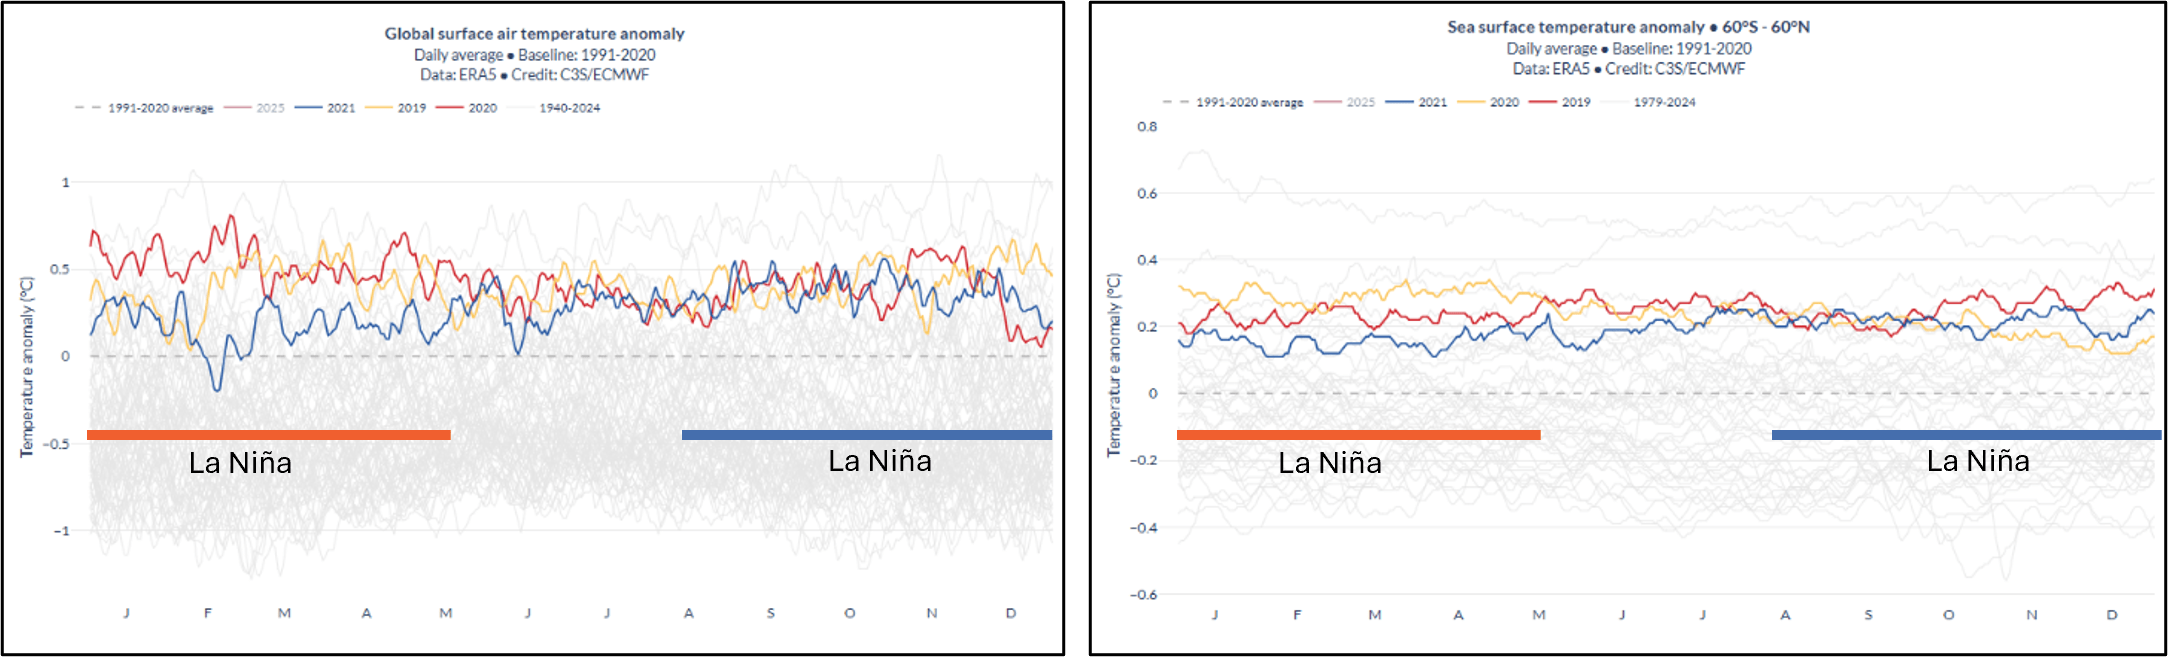 Global surface air temperature anomaly
Daily average • Baseline: 1991-2020
Data: ERA5 • Credit: C3S/ECMWF
1991-2020 average 2025 2021 2019 2020 1940-2024
Temperature anomaly (°C)
1
0.5
0
−0.5
−1
La Niña La Niña
J F M A M J J A S O N D
Sea surface temperature anomaly • 60°S - 60°N
Daily average • Baseline: 1991-2020
Data: ERA5 • Credit: C3S/ECMWF
1991-2020 average 2025 2021 2020 2019 1979-2024
Temperature anomaly (°C)
0.8
0.6
0.4
0.2
0
−0.2
−0.4
−0.6
La Niña La Niña
J F M A M J J A S O N D